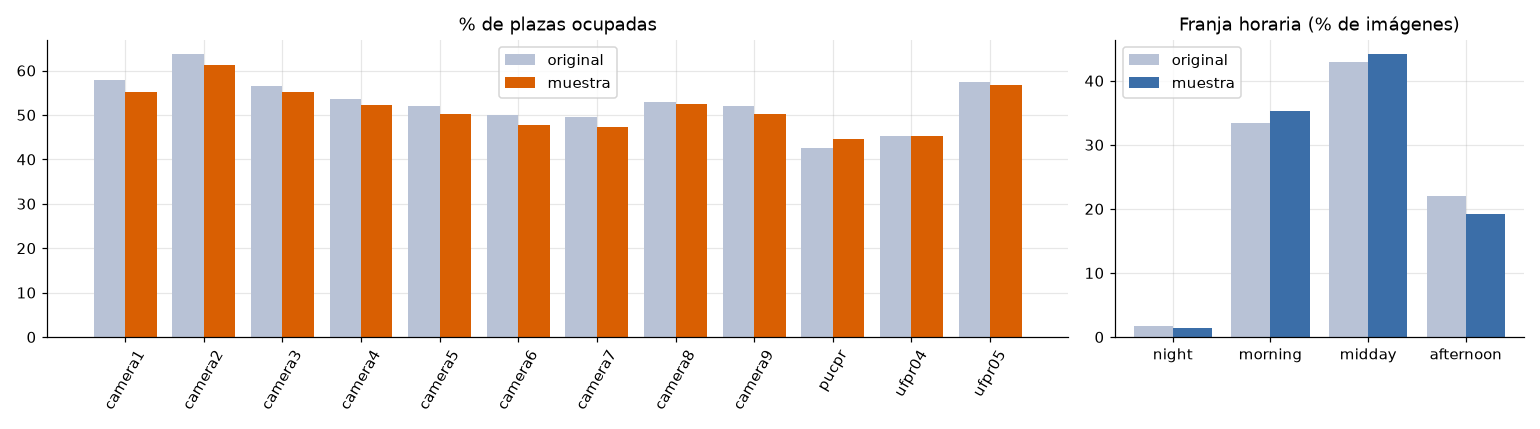 % de plazas ocupadas
original
muestra
60
50
40
30
20
10
0
camera1
camera2
camera3
camera4
camera5
camera6
camera7
camera8
camera9
pucpr
ufpr04
ufpr05
Franja horaria (% de imágenes)
original
muestra
40
30
20
10
0
night
morning
midday
afternoon